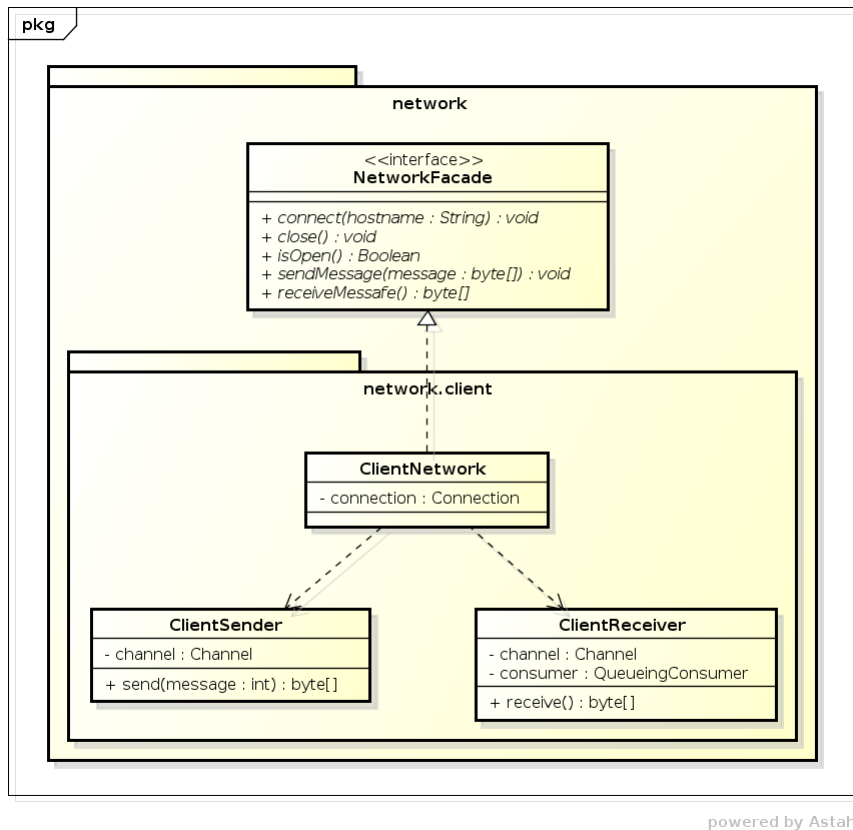 pkg
network
<<interface>>
NetworkFacade
+ connect(hostname : String) : void
+ close() : void
+ isOpen() : Boolean
+ sendMessage(message : byte[]) : void
+ receiveMessafe() : byte[]
network.client
ClientNetwork
- connection : Connection
ClientSender
- channel : Channel
+ send(message : int) : byte[]
ClientReceiver
- channel : Channel
- consumer : QueueingConsumer
+ receive() : byte[]
powered by Astah